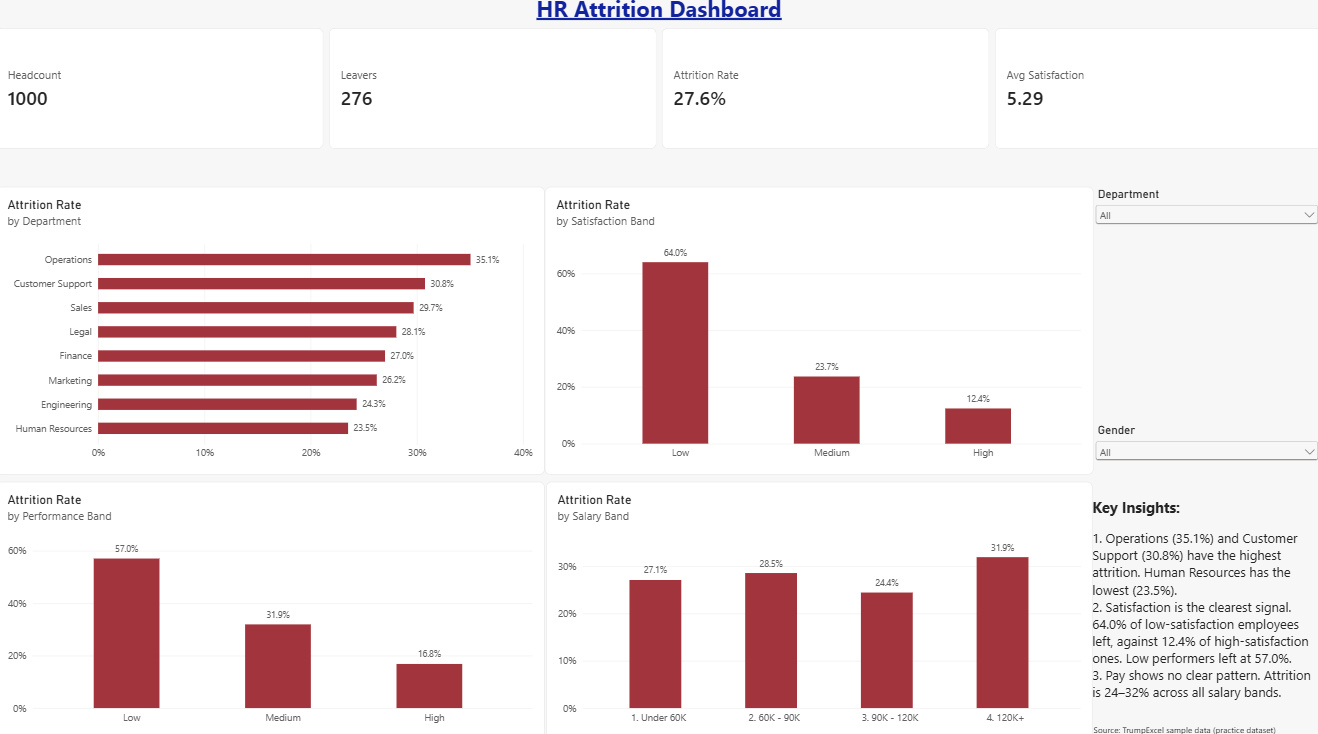 HR Attrition Dashboard
Headcount
1000
Leavers
276
Attrition Rate
27.6%
Avg Satisfaction
5.29
Attrition Rate
by Department
Operations 35.1%
Customer Support 30.8%
Sales 29.7%
Legal 28.1%
Finance 27.0%
Marketing 26.2%
Engineering 24.3%
Human Resources 23.5%
0% 10% 20% 30% 40%
Attrition Rate
by Satisfaction Band
60%
40%
20%
0%
64.0%
23.7%
12.4%
Low Medium High
Department
All
Gender
All
Attrition Rate
by Performance Band
60%
40%
20%
0%
57.0%
31.9%
16.8%
Low Medium High
Attrition Rate
by Salary Band
30%
20%
10%
0%
27.1%
28.5%
24.4%
31.9%
1. Under 60K 2. 60K - 90K 3. 90K - 120K 4. 120K+
Key Insights:
1. Operations (35.1%) and Customer
Support (30.8%) have the highest
attrition. Human Resources has the
lowest (23.5%).
2. Satisfaction is the clearest signal.
64.0% of low-satisfaction employees
left, against 12.4% of high-satisfaction
ones. Low performers left at 57.0%.
3. Pay shows no clear pattern. Attrition
is 24–32% across all salary bands.
Source: TrumpExcel sample data (practice dataset)